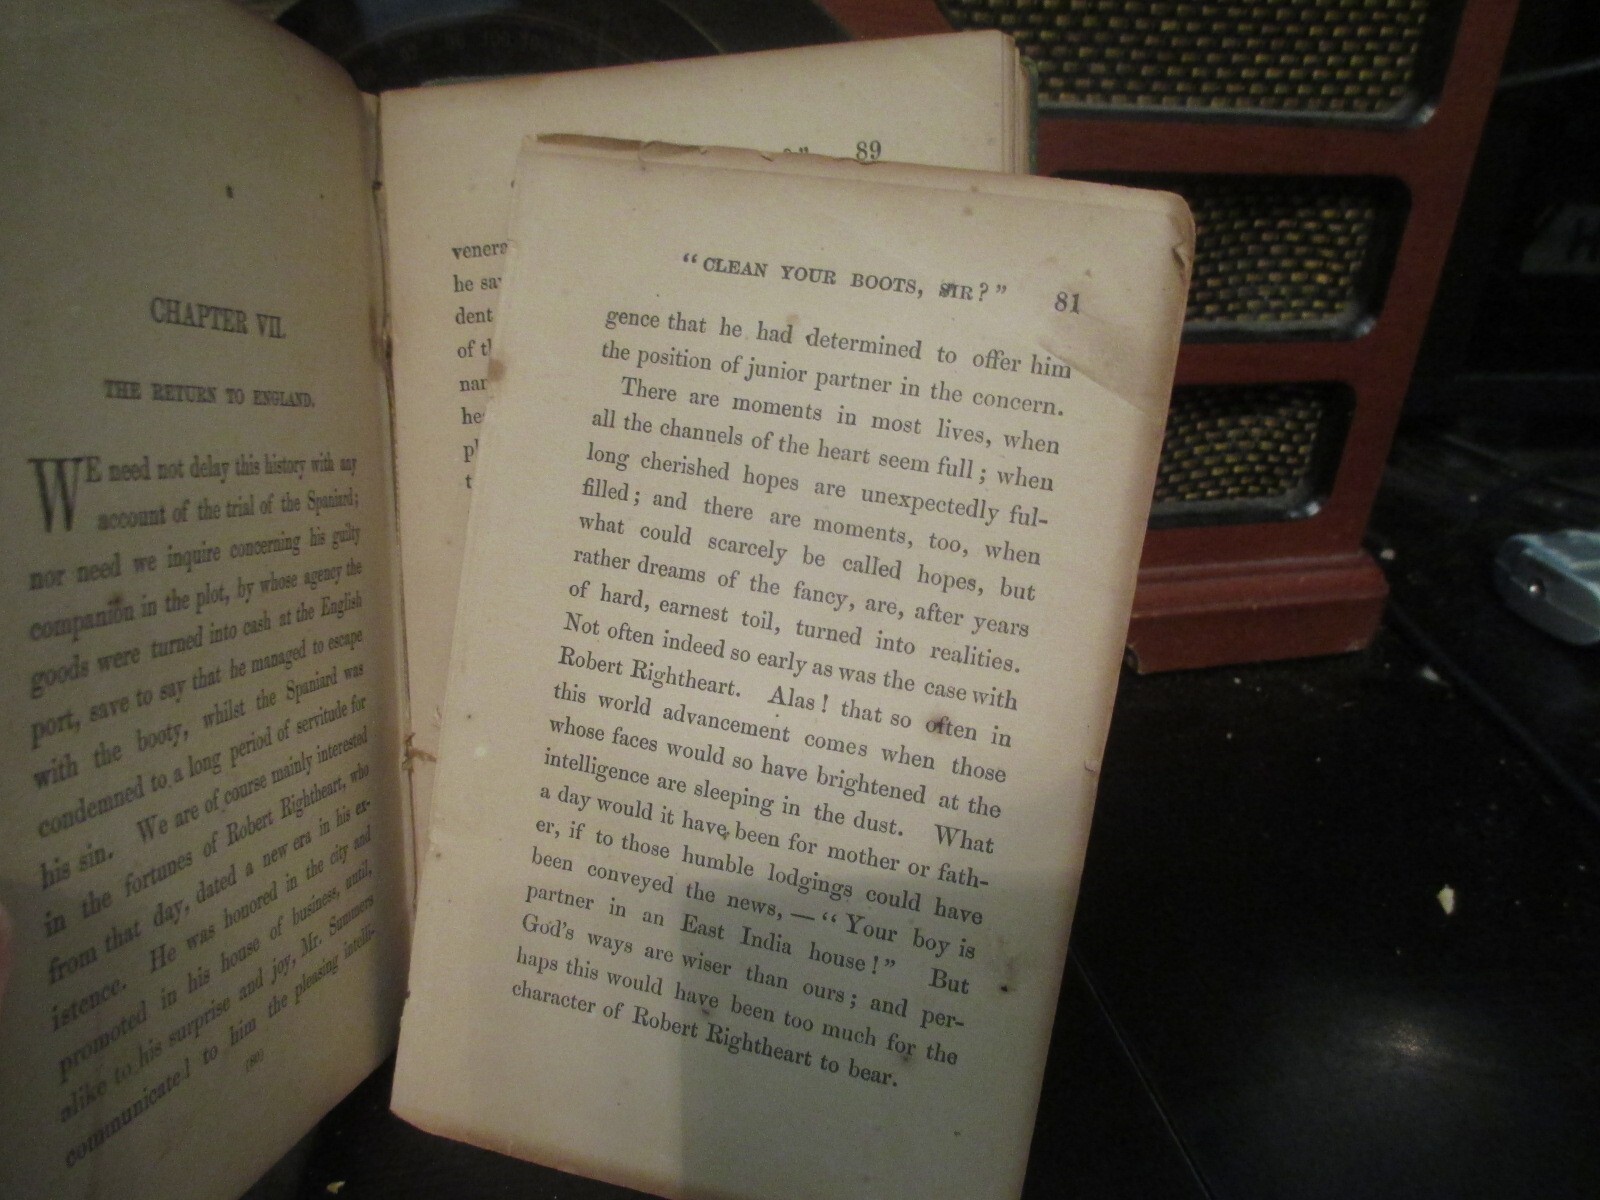 CHAPTER VII.
THE RETURN TO ENGLAND.
WE need not delay this history with any
account of the trial of the Spaniard;
nor need we inquire concerning his guilty
companion in the plot, by whose agency the
goods were turned into cash at the English
port, save to say that he managed to escape
with the booty, whilst the Spaniard was
condemned to a long period of servitude for
his sin. We are of course mainly interested
in the fortunes of Robert Rightheart, who
from that day, dated a new era in his ex-
istence. He was honored in the city and
promoted in his house of business, until,
alike to his surprise and joy, Mr. Summers
communicated to him the pleasing intelli-
(80)
89
venera
he sa
dent
of t
nar
he
p
t
"CLEAN YOUR BOOTS, SIR?" 81
gence that he had determined to offer him
the position of junior partner in the concern.
There are moments in most lives, when
all the channels of the heart seem full; when
long cherished hopes are unexpectedly ful-
filled; and there are moments, too, when
what could scarcely be called hopes, but
rather dreams of the fancy, are, after years
of hard, earnest toil, turned into realities.
Not often indeed so early as was the case with
Robert Rightheart. Alas! that so often in
this world advancement comes when those
whose faces would so have brightened at the
intelligence are sleeping in the dust. What
a day would it have been for mother or fath-
er, if to those humble lodgings could have
been conveyed the news, — "Your boy is
partner in an East India house!" But
God's ways are wiser than ours; and per-
haps this would have been too much for the
character of Robert Rightheart to bear.